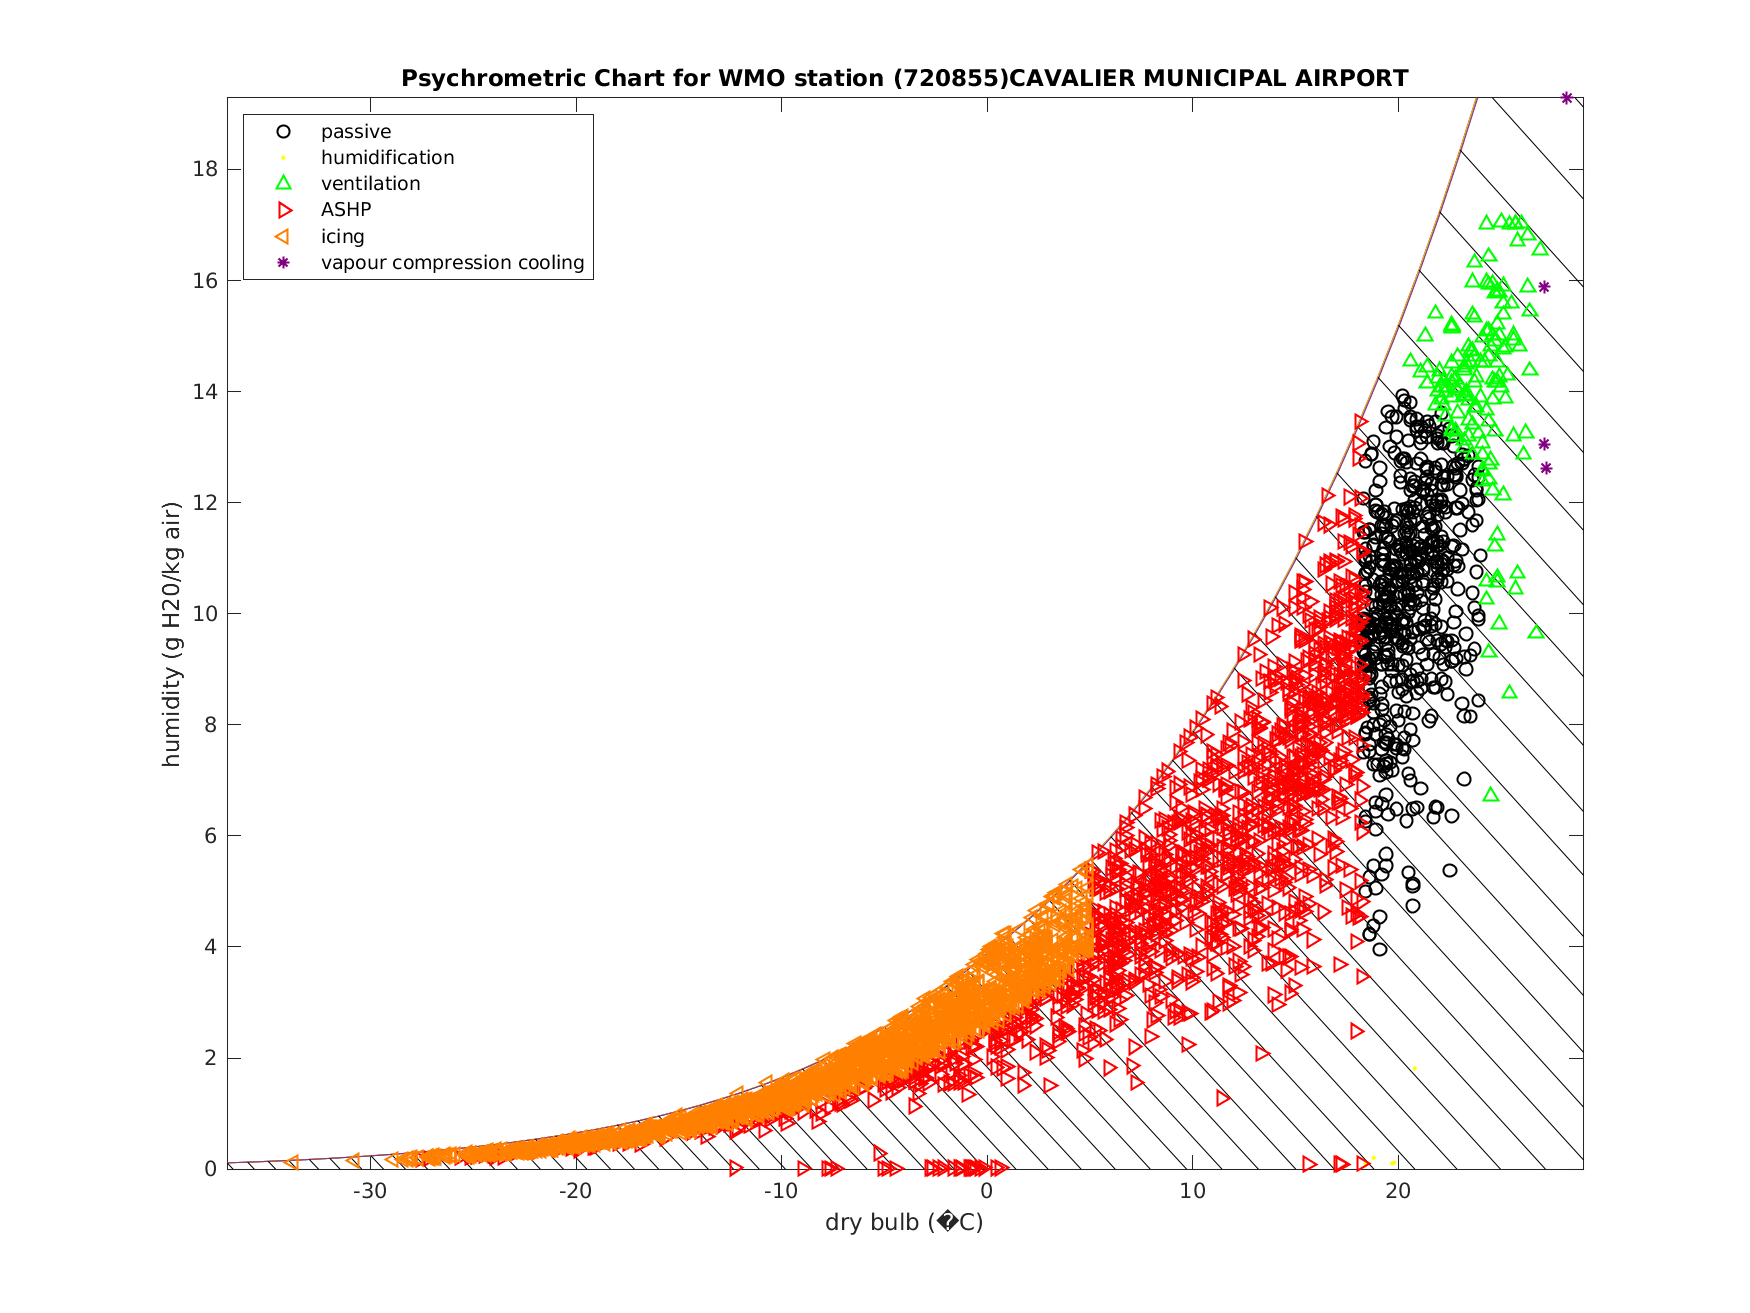 Psychrometric Chart for WMO station (720855)CAVALIER MUNICIPAL AIRPORT
passive
humidification
ventilation
ASHP
icing
vapour compression cooling
humidity (g H20/kg air)
18
16
14
12
10
8
6
4
2
0
-30 -20 -10 0 10 20
dry bulb (�C)